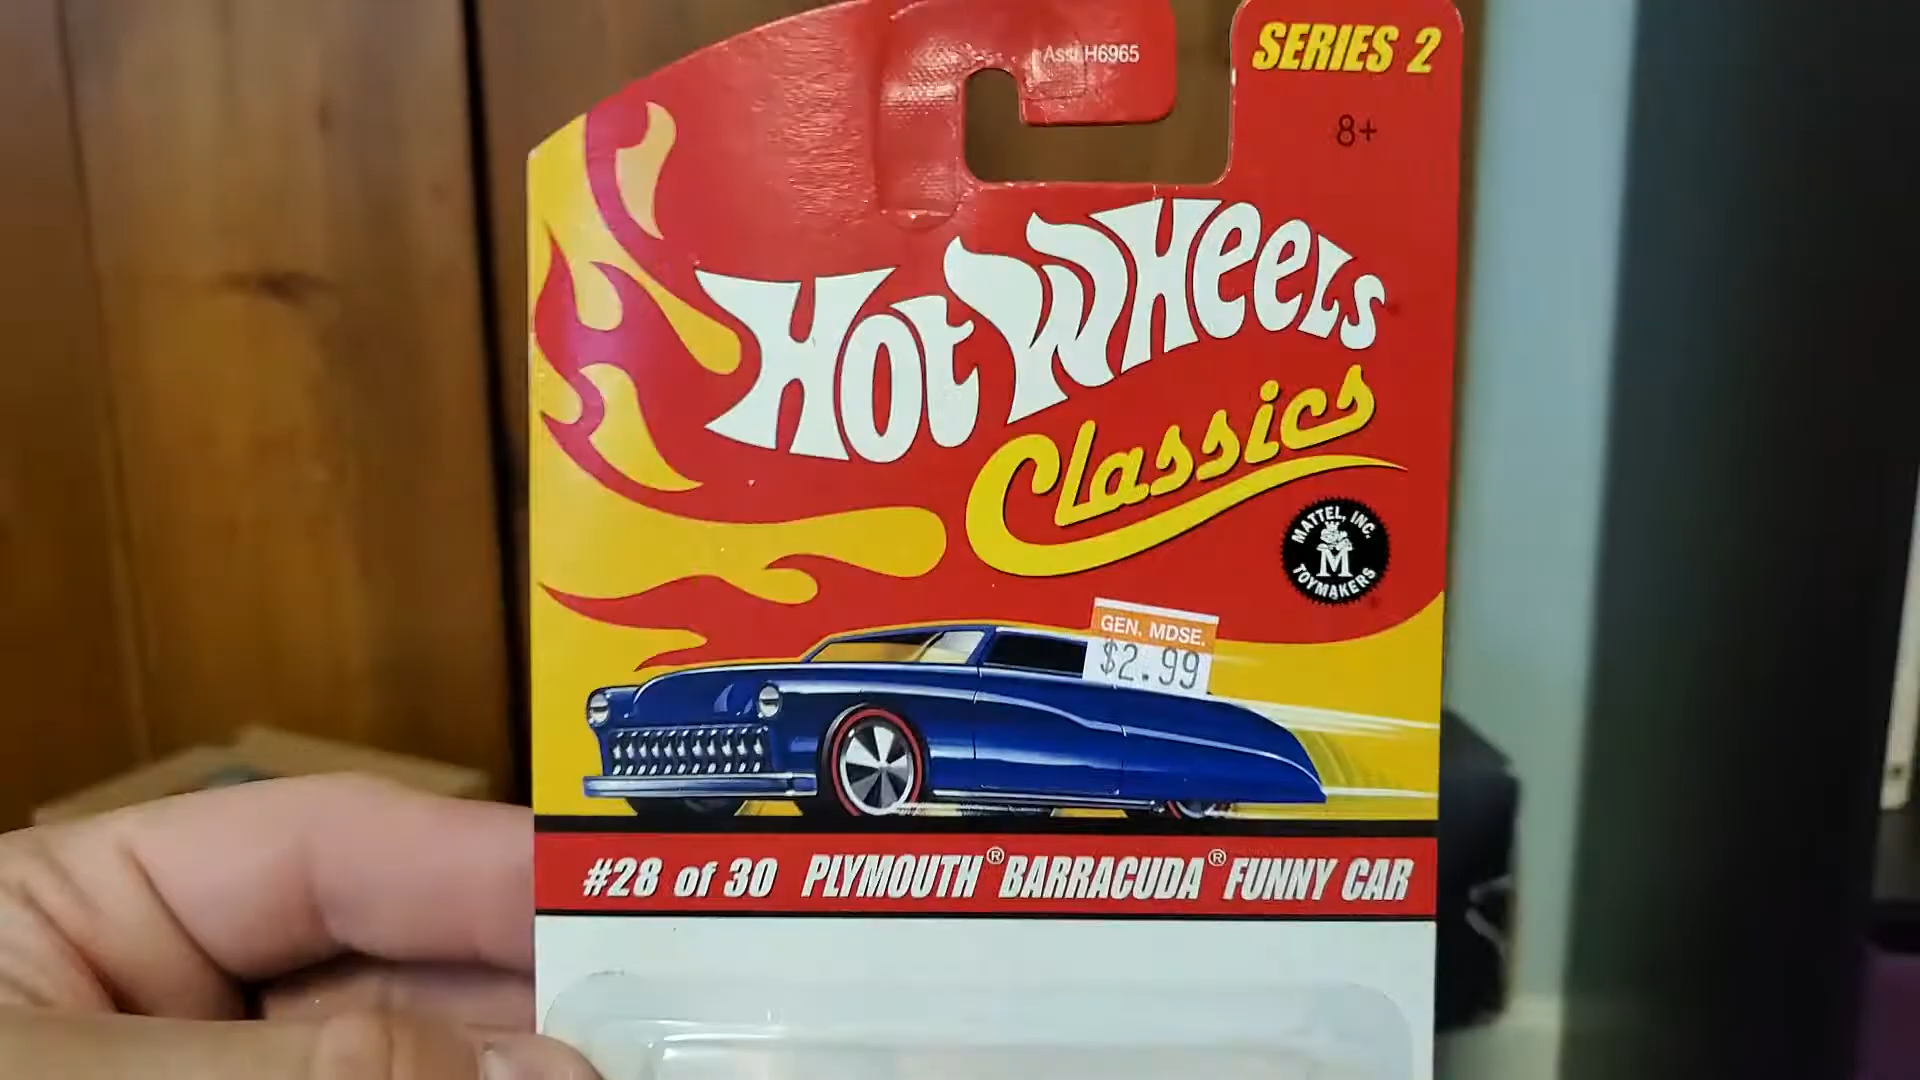 Asst. H6965
SERIES 2
8+
Hot Wheels
Classics
MATTEL, INC.
M
TOYMAKERS
GEN. MDSE.
$2.99
#28 of 30 PLYMOUTH® BARRACUDA® FUNNY CAR